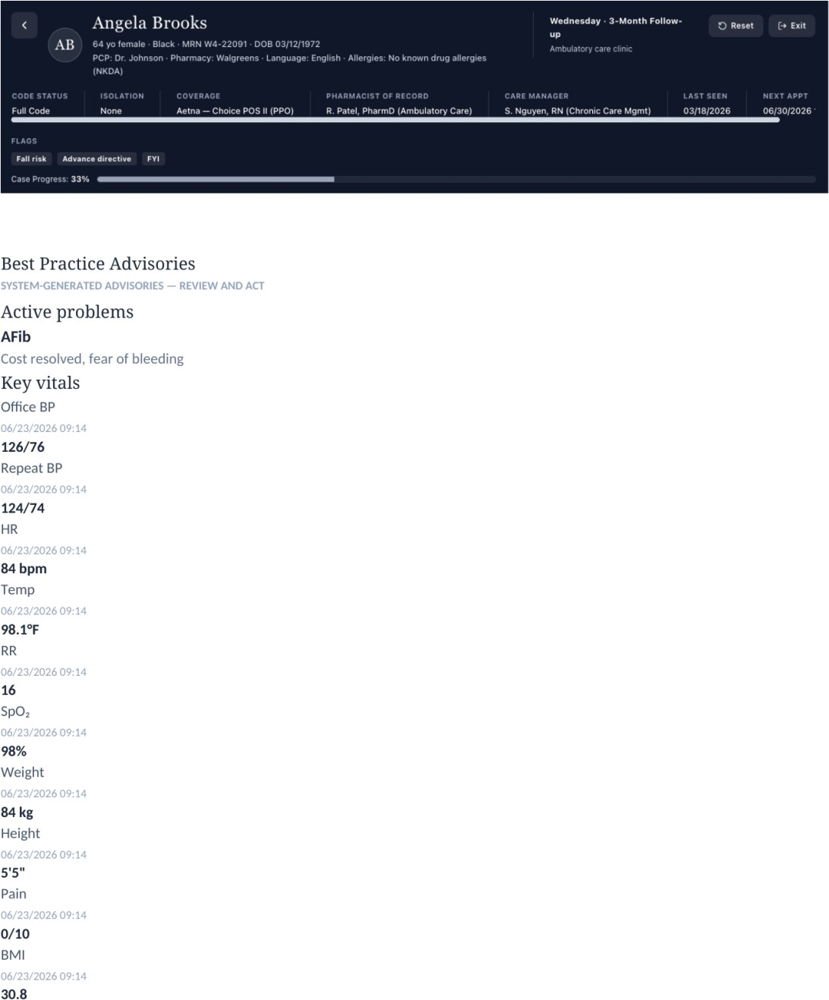 Angela Brooks
AB
64 yo female · Black · MRN W4-22091 · DOB 03/12/1972
PCP: Dr. Johnson · Pharmacy: Walgreens · Language: English · Allergies: No known drug allergies
(NKDA)
Wednesday · 3-Month Follow-
up
Ambulatory care clinic
Reset
Exit
CODE STATUS
Full Code
ISOLATION
None
COVERAGE
Aetna — Choice POS II (PPO)
PHARMACIST OF RECORD
R. Patel, PharmD (Ambulatory Care)
CARE MANAGER
S. Nguyen, RN (Chronic Care Mgmt)
LAST SEEN
03/18/2026
NEXT APPT
06/30/2026
FLAGS
Fall risk
Advance directive
FYI
Case Progress: 33%
Best Practice Advisories
SYSTEM-GENERATED ADVISORIES — REVIEW AND ACT
Active problems
AFib
Cost resolved, fear of bleeding
Key vitals
Office BP
06/23/2026 09:14
126/76
Repeat BP
06/23/2026 09:14
124/74
HR
06/23/2026 09:14
84 bpm
Temp
06/23/2026 09:14
98.1°F
RR
06/23/2026 09:14
16
SpO₂
06/23/2026 09:14
98%
Weight
06/23/2026 09:14
84 kg
Height
06/23/2026 09:14
5'5"
Pain
06/23/2026 09:14
0/10
BMI
06/23/2026 09:14
30.8